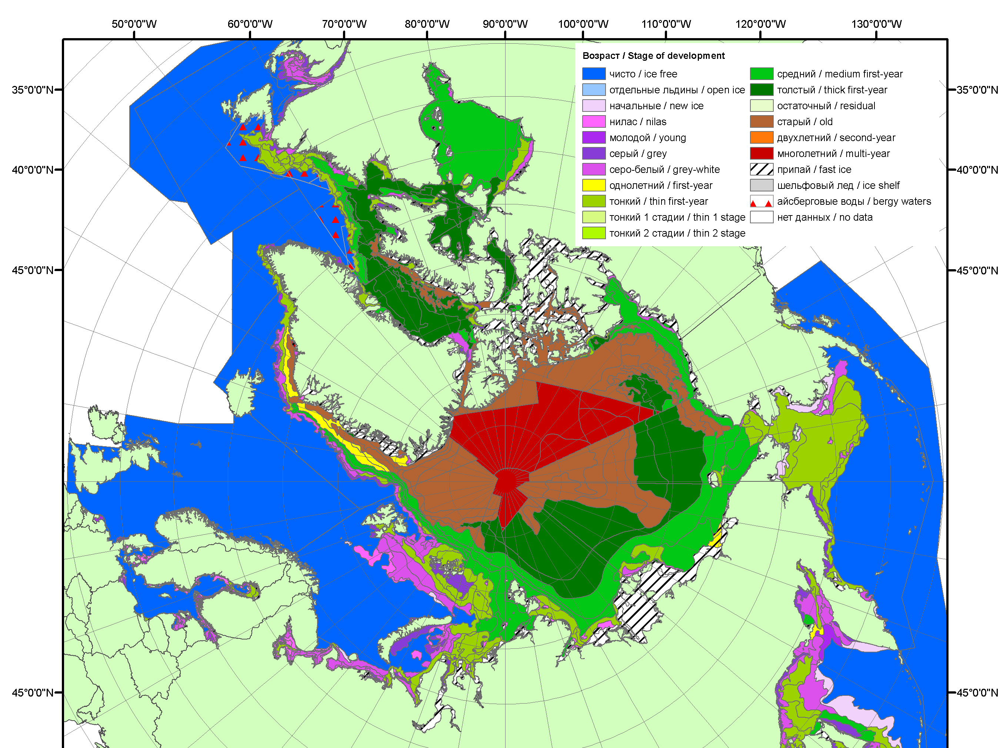 50°0'0"W 60°0'0"W 70°0'0"W 80°0'0"W 90°0'0"W 100°0'0"W 110°0'0"W 120°0'0"W 130°0'0"W
Возраст / Stage of development
чисто / ice free
отдельные льдины / open ice
начальные / new ice
нилас / nilas
молодой / young
серый / grey
серо-белый / grey-white
однолетний / first-year
тонкий / thin first-year
тонкий 1 стадии / thin 1 stage
тонкий 2 стадии / thin 2 stage
средний / medium first-year
толстый / thick first-year
остаточный / residual
старый / old
двухлетний / second-year
многолетний / multi-year
припай / fast ice
шельфовый лед / ice shelf
айсберговые воды / bergy waters
нет данных / no data
35°0'0"N
35°0'0"N
40°0'0"N
40°0'0"N
45°0'0"N
45°0'0"N
45°0'0"N
45°0'0"N